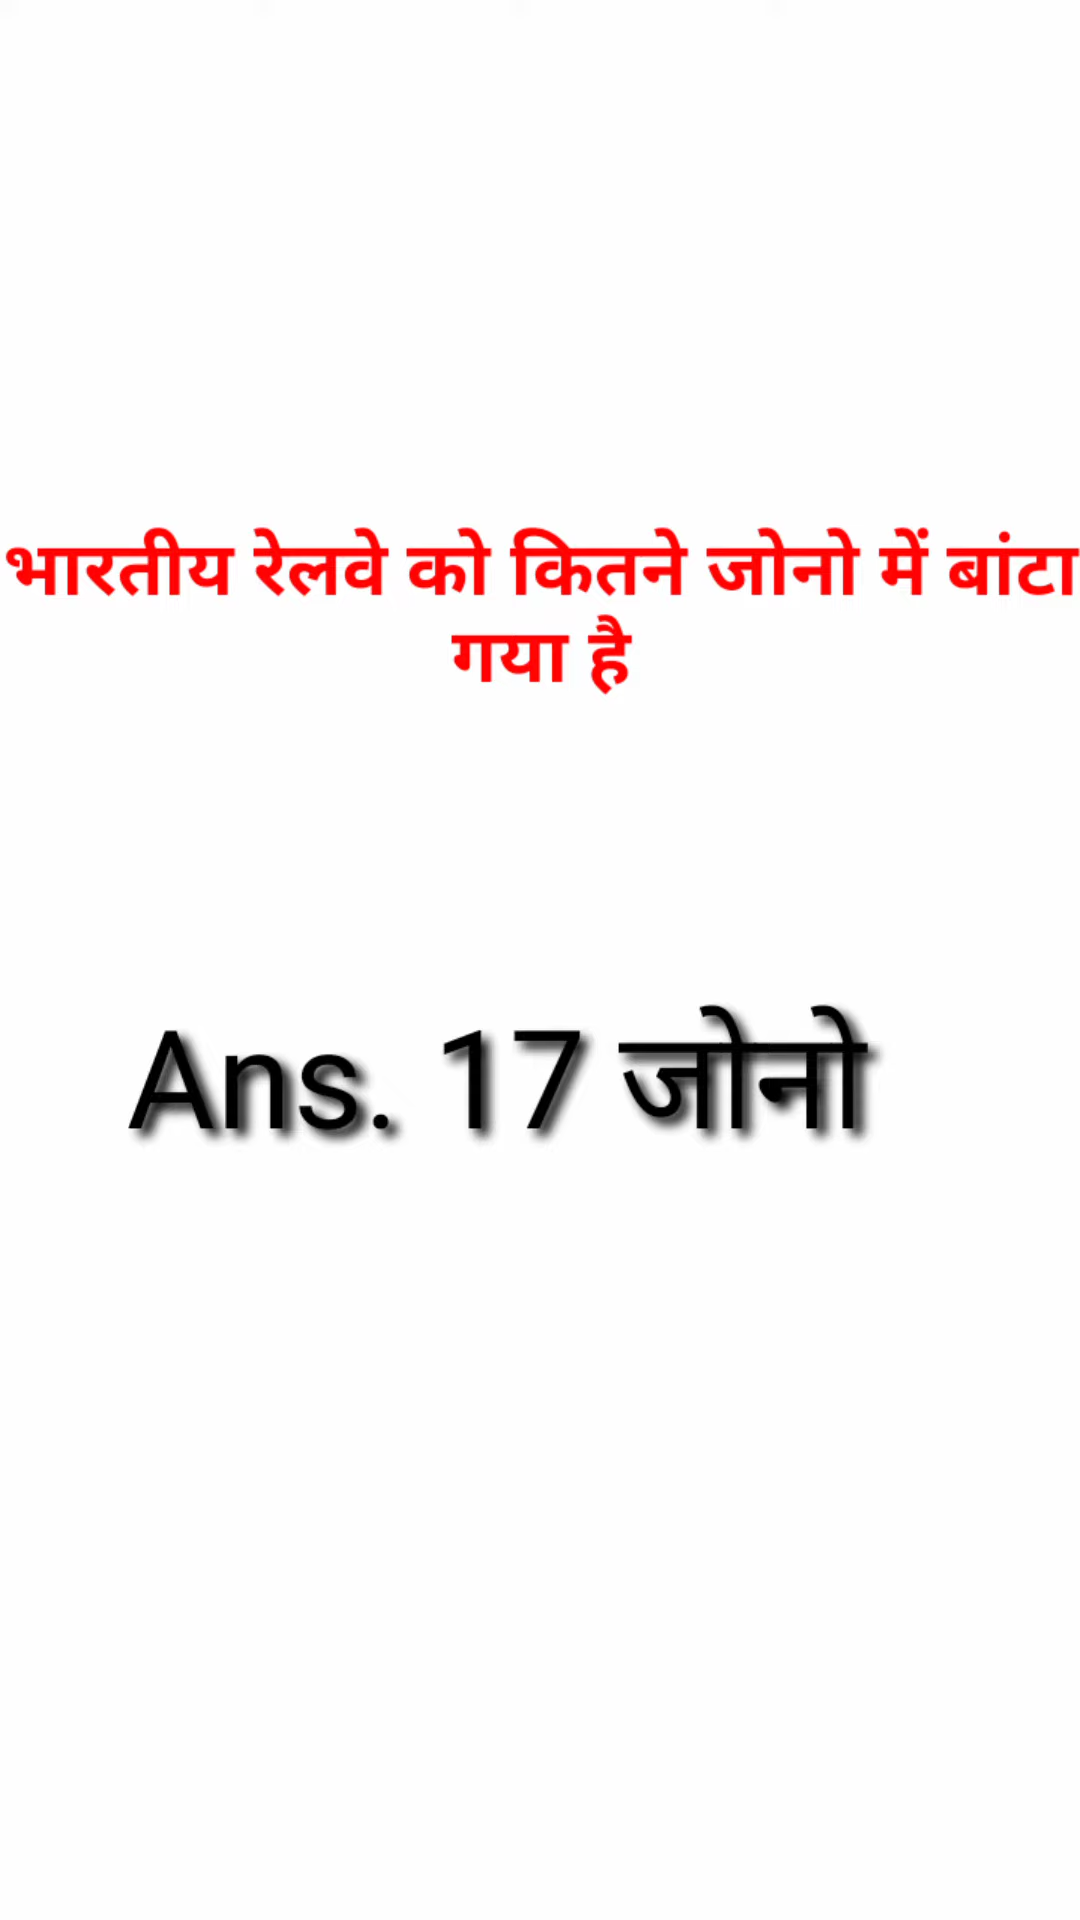 भारतीय रेलवे को कितने जोनो में बांटा
गया है
Ans. 17 जोनो